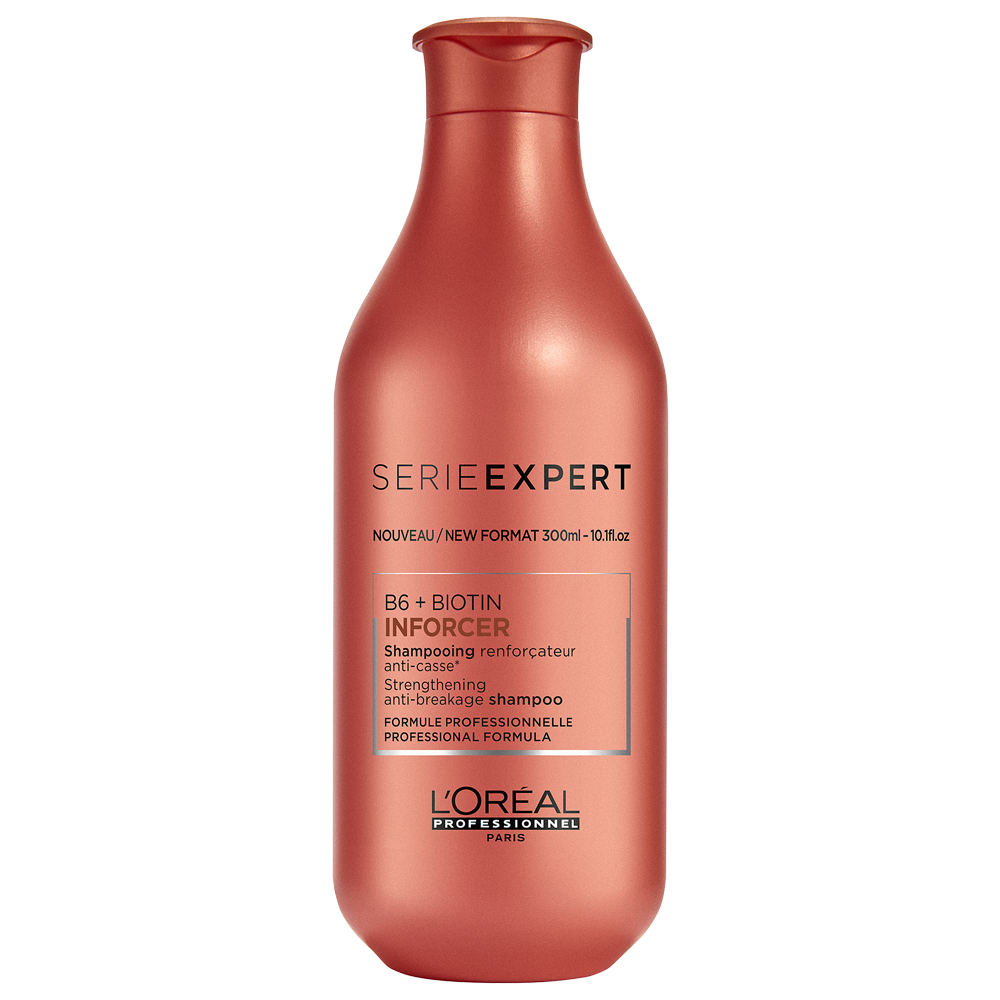 SERIEEXPERT
NOUVEAU / NEW FORMAT 300ml - 10.1fl.oz
B6 + BIOTIN
INFORCER
Shampooing renforçateur
anti-casse*
Strengthening
anti-breakage shampoo
FORMULE PROFESSIONNELLE
PROFESSIONAL FORMULA
L'ORÉAL
PROFESSIONNEL
PARIS